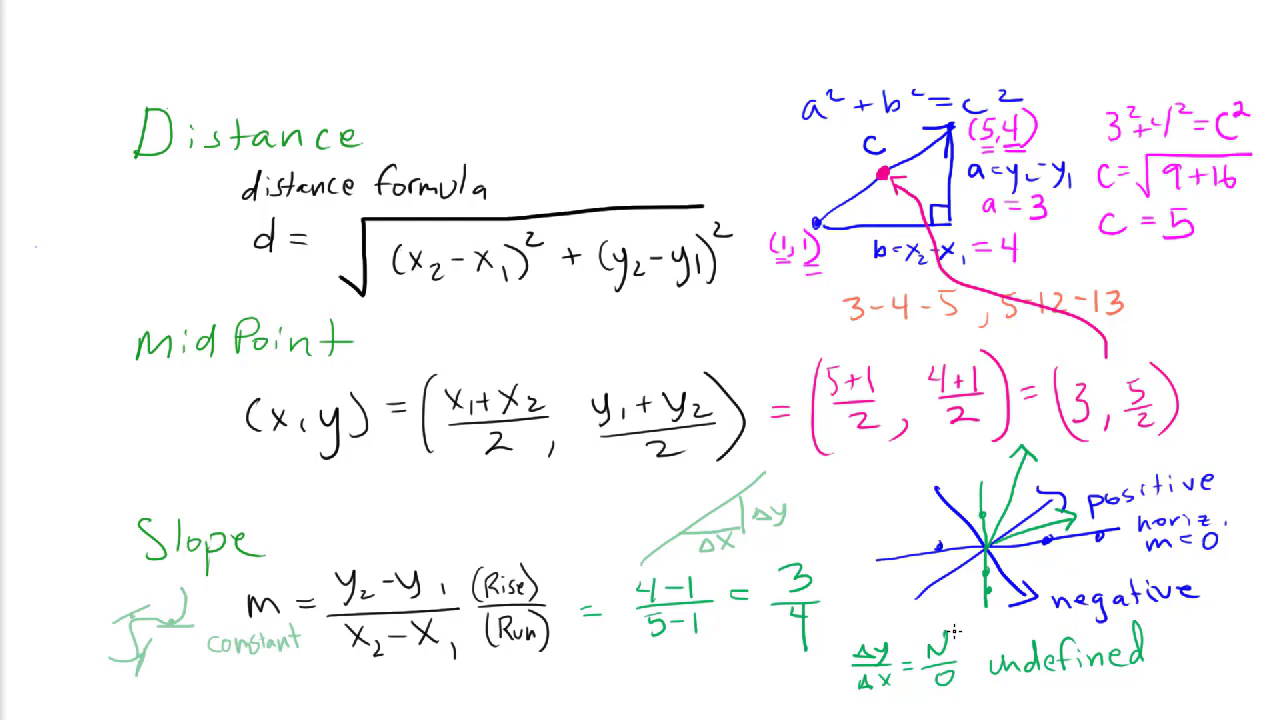 Distance
distance formula
d = √(x₂-x₁)² + (y₂-y₁)²
a² + b² = c²
c
(5,4)
a = y₂-y₁
a = 3
(1,1)
b = x₂-x₁ = 4
3²+4²=c²
c=√9+16
c = 5
3-4-5 , 5-12-13
MidPoint
(x,y) = (x₁+x₂/2, y₁+y₂/2) = (5+1/2, 4+1/2) = (3, 5/2)
Slope
m = y₂-y₁/x₂-x₁ (Rise)/(Run) = 4-1/5-1 = 3/4
constant
Δy
Δx
positive
horiz.
m=0
negative
Δy/Δx = N/0 undefined